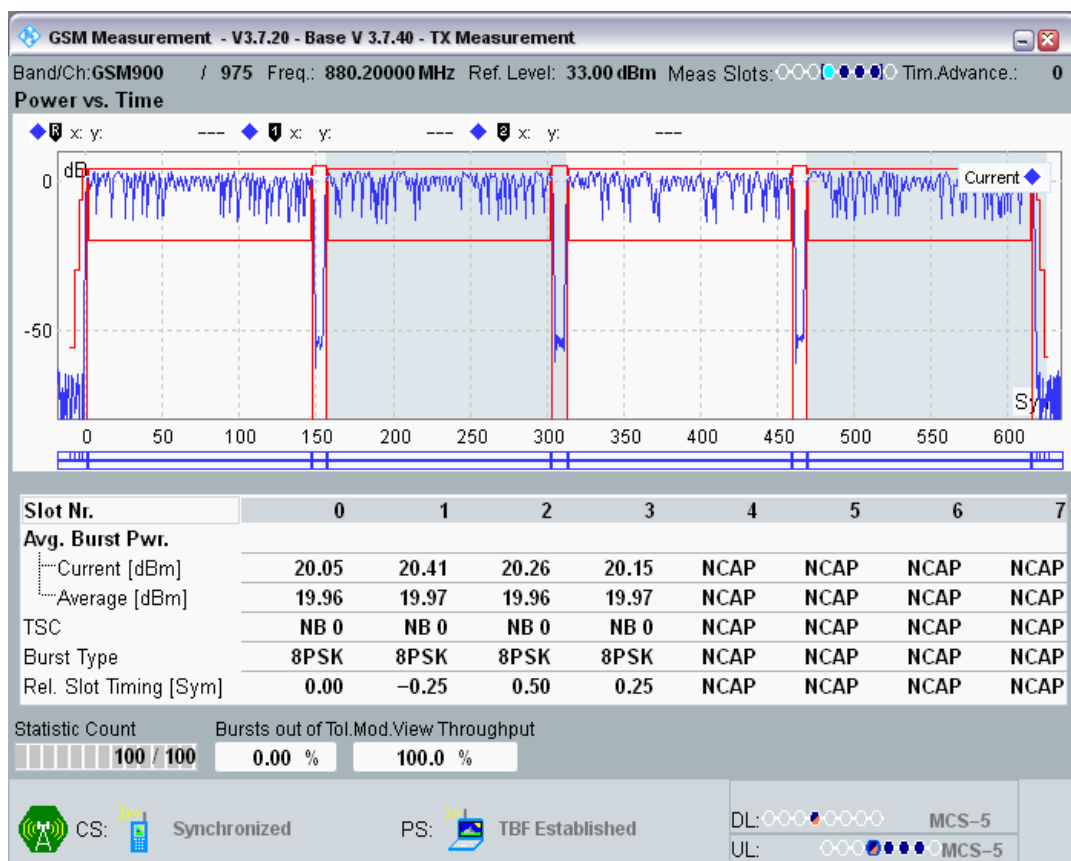 GSM Measurement - V3.7.20 - Base V 3.7.40 - TX Measurement
Band/Ch:GSM900 / 975 Freq.: 880.20000 MHz Ref. Level: 33.00 dBm Meas Slots: Tim.Advance.: 0
Power vs. Time
R x: y: --- 1 x: y: --- 2 x: y: ---
dB
Current
0
-50
Sy
0 50 100 150 200 250 300 350 400 450 500 550 600
Slot Nr. 0 1 2 3 4 5 6 7
Avg. Burst Pwr.
Current [dBm] 20.05 20.41 20.26 20.15 NCAP NCAP NCAP NCAP
Average [dBm] 19.96 19.97 19.96 19.97 NCAP NCAP NCAP NCAP
TSC NB 0 NB 0 NB 0 NB 0 NCAP NCAP NCAP NCAP
Burst Type 8PSK 8PSK 8PSK 8PSK NCAP NCAP NCAP NCAP
Rel. Slot Timing [Sym] 0.00 −0.25 0.50 0.25 NCAP NCAP NCAP NCAP
Statistic Count Bursts out of Tol. Mod.View Throughput
100 / 100 0.00 % 100.0 %
CS: Synchronized PS: TBF Established
DL: MCS−5
UL: MCS−5